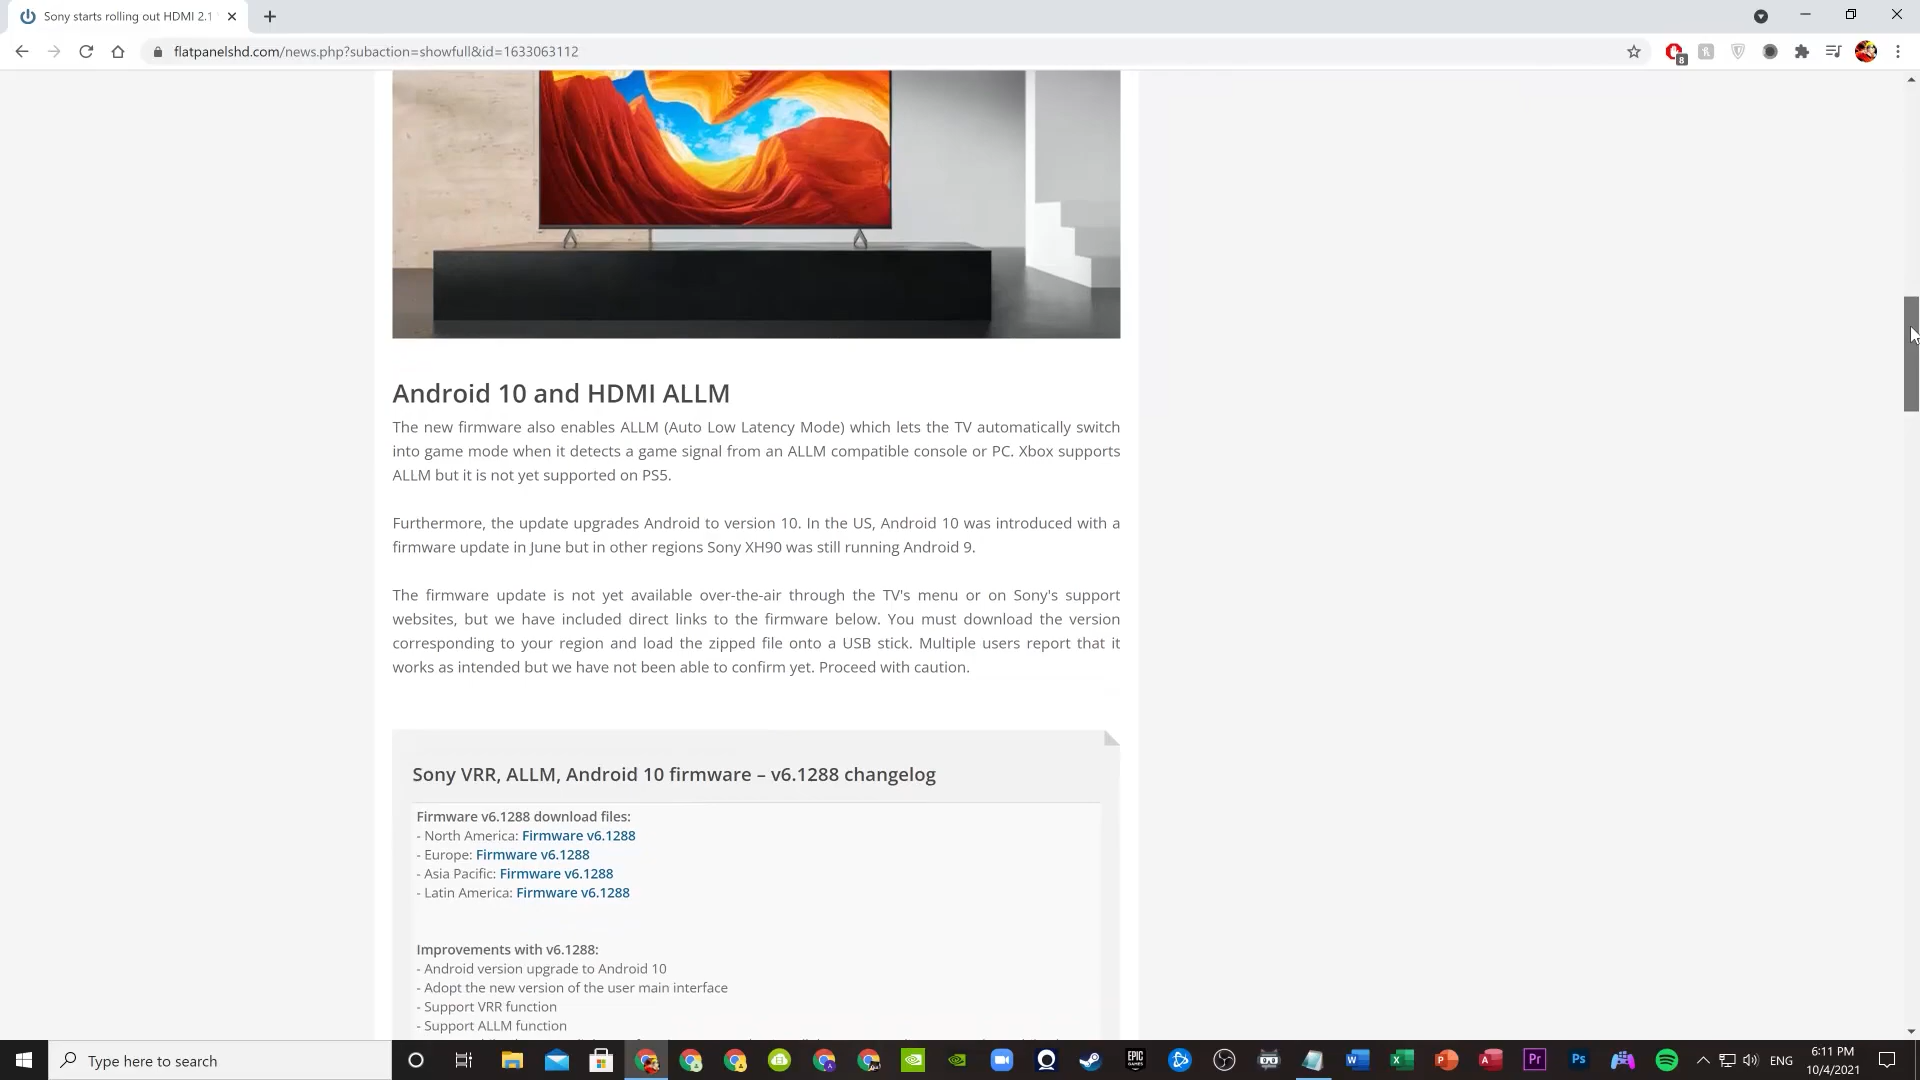 Sony starts rolling out HDMI 2.1
flatpanelshd.com/news.php?subaction=showfull&id=1633063112
8
Android 10 and HDMI ALLM
The new firmware also enables ALLM (Auto Low Latency Mode) which lets the TV automatically switch
into game mode when it detects a game signal from an ALLM compatible console or PC. Xbox supports
ALLM but it is not yet supported on PS5.
Furthermore, the update upgrades Android to version 10. In the US, Android 10 was introduced with a
firmware update in June but in other regions Sony XH90 was still running Android 9.
The firmware update is not yet available over-the-air through the TV's menu or on Sony's support
websites, but we have included direct links to the firmware below. You must download the version
corresponding to your region and load the zipped file onto a USB stick. Multiple users report that it
works as intended but we have not been able to confirm yet. Proceed with caution.
Sony VRR, ALLM, Android 10 firmware – v6.1288 changelog
Firmware v6.1288 download files:
- North America: Firmware v6.1288
- Europe: Firmware v6.1288
- Asia Pacific: Firmware v6.1288
- Latin America: Firmware v6.1288
Improvements with v6.1288:
- Android version upgrade to Android 10
- Adopt the new version of the user main interface
- Support VRR function
- Support ALLM function
Type here to search
EPIC
GAMES
Pr
Ps
ENG
6:11 PM
10/4/2021